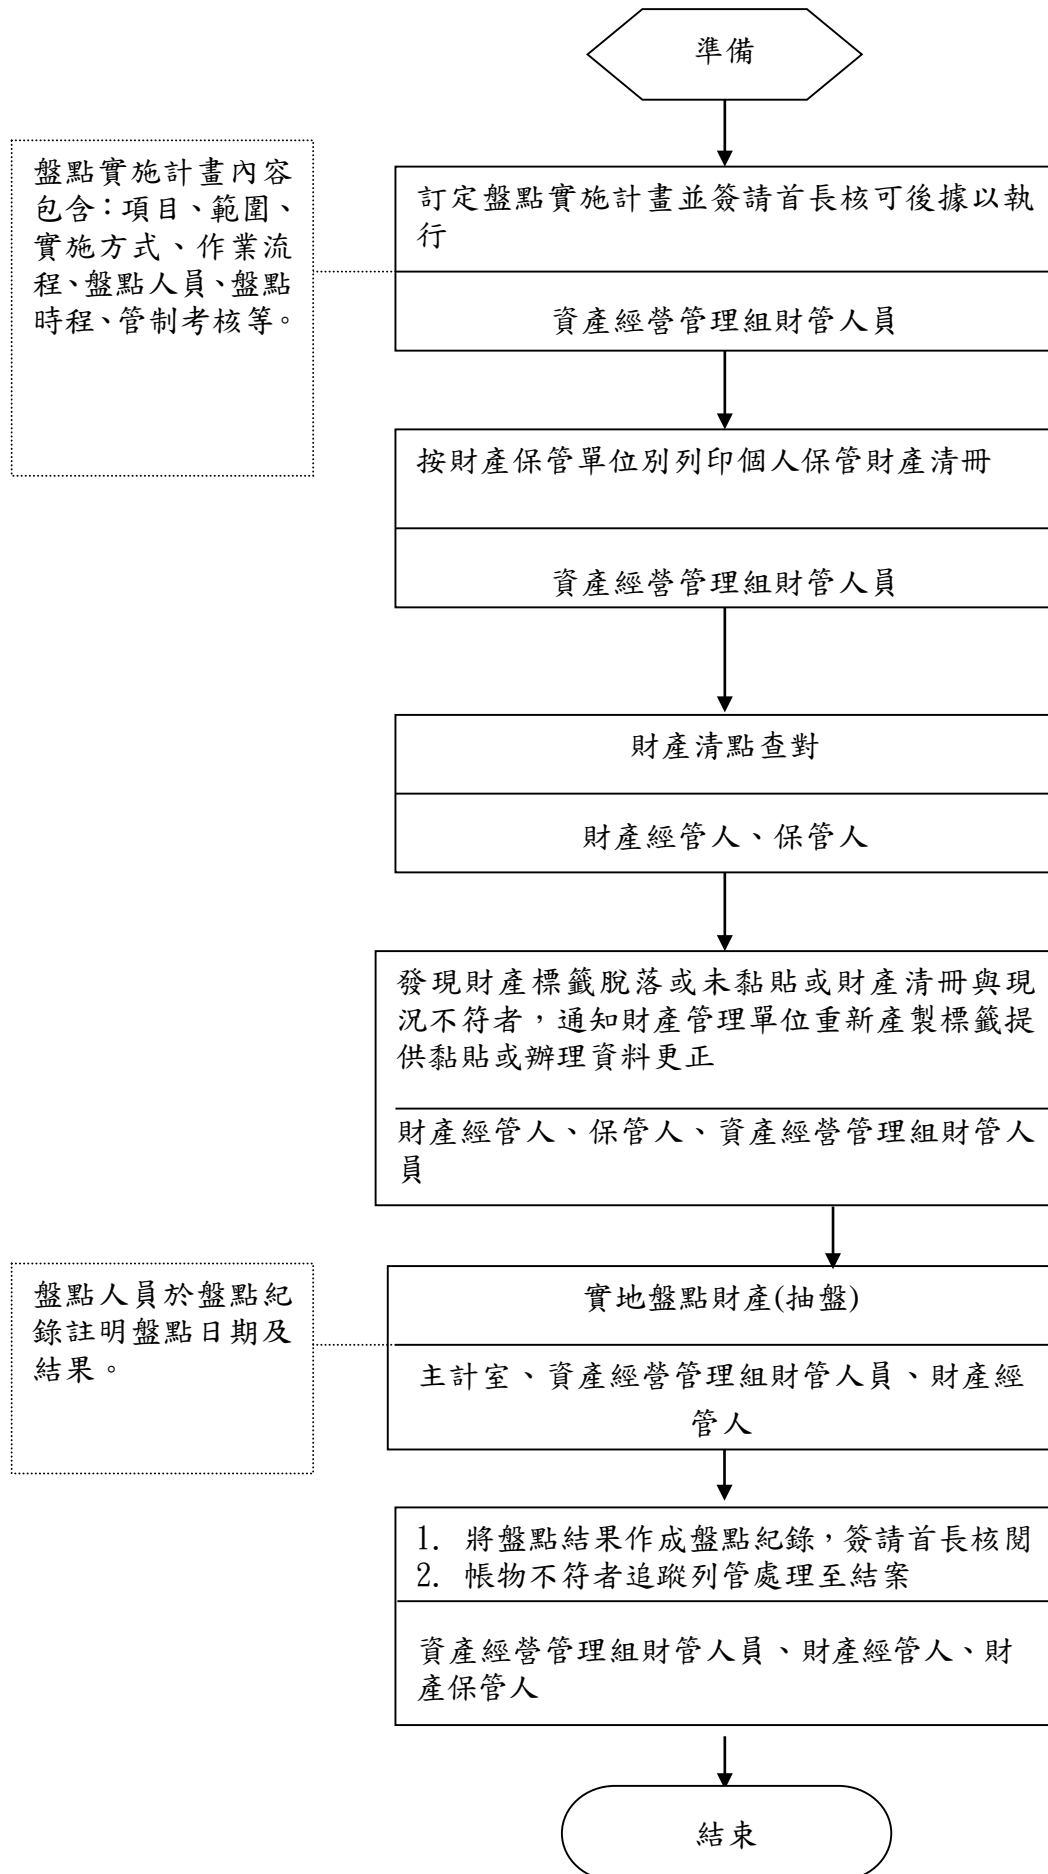 準備
盤點實施計畫內容
包含：項目、範圍、
實施方式、作業流
程、盤點人員、盤點
時程、管制考核等。
訂定盤點實施計畫並簽請首長核可後據以執
行
資產經營管理組財管人員
按財產保管單位別列印個人保管財產清冊
資產經營管理組財管人員
財產清點查對
財產經管人、保管人
發現財產標籤脫落或未黏貼或財產清冊與現
況不符者，通知財產管理單位重新產製標籤提
供黏貼或辦理資料更正
財產經管人、保管人、資產經營管理組財管人
員
盤點人員於盤點紀
錄註明盤點日期及
結果。
實地盤點財產(抽盤)
主計室、資產經營管理組財管人員、財產經
管人
1. 將盤點結果作成盤點紀錄，簽請首長核閱
2. 帳物不符者追蹤列管處理至結案
資產經營管理組財管人員、財產經管人、財
產保管人
結束